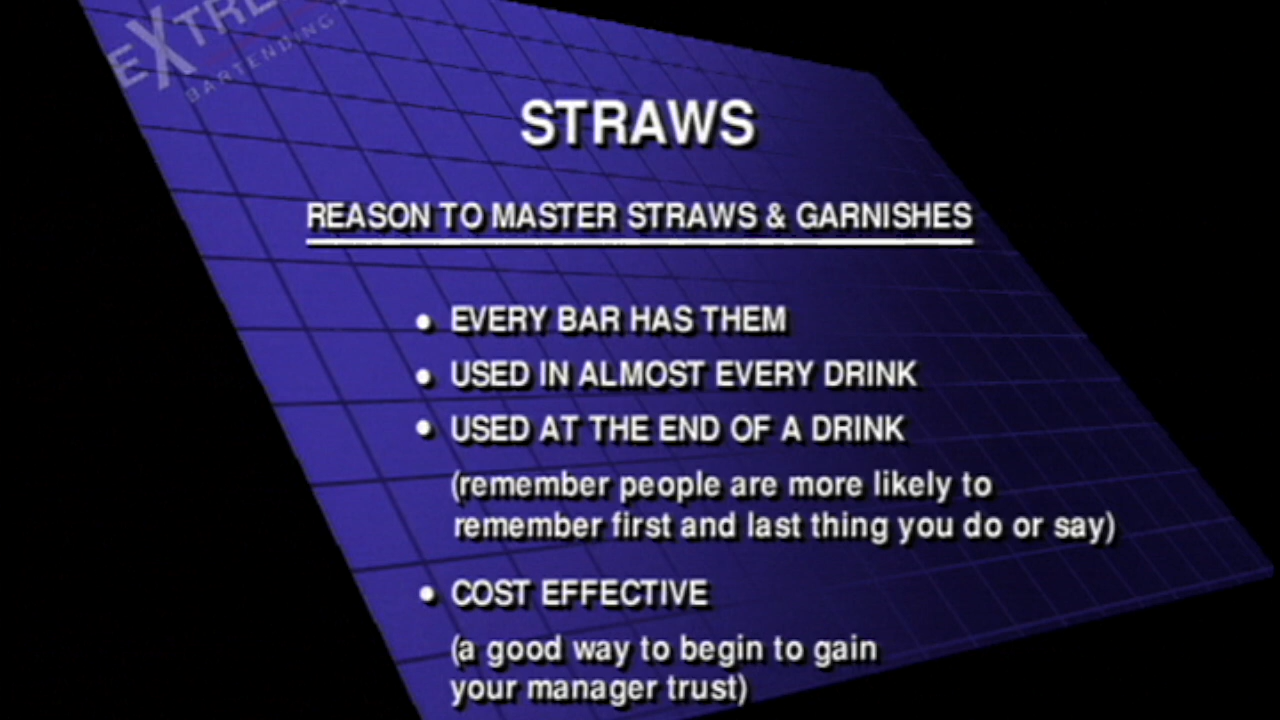 EXTRE
BARTENDING
STRAWS
REASON TO MASTER STRAWS & GARNISHES
• EVERY BAR HAS THEM
• USED IN ALMOST EVERY DRINK
• USED AT THE END OF A DRINK
(remember people are more likely to
remember first and last thing you do or say)
• COST EFFECTIVE
(a good way to begin to gain
your manager trust)